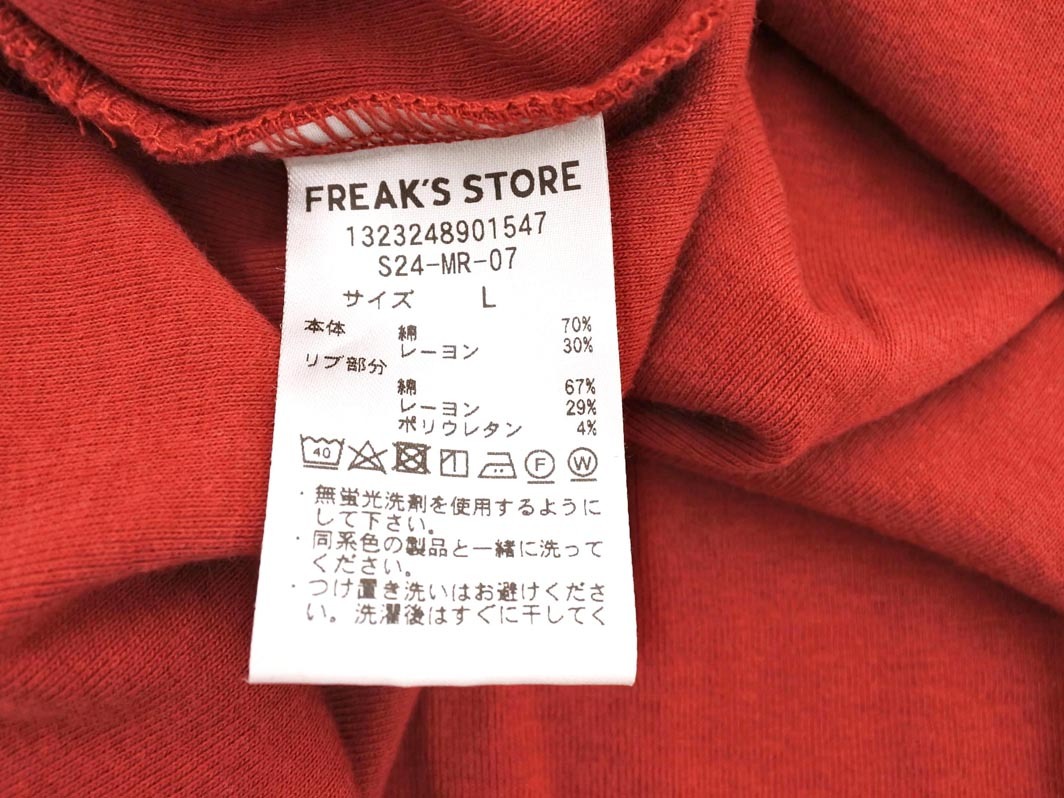 FREAK'S STORE
1323248901547
S24-MR-07
サイズ L
本体 綿 70%
レーヨン 30%
リブ部分
綿 67%
レーヨン 29%
ポリウレタン 4%
40 F W
・無蛍光洗剤を使用するように
して下さい。
・同系色の製品と一緒に洗って
ください。
・つけ置き洗いはお避けくださ
い。洗濯後はすぐに干してく